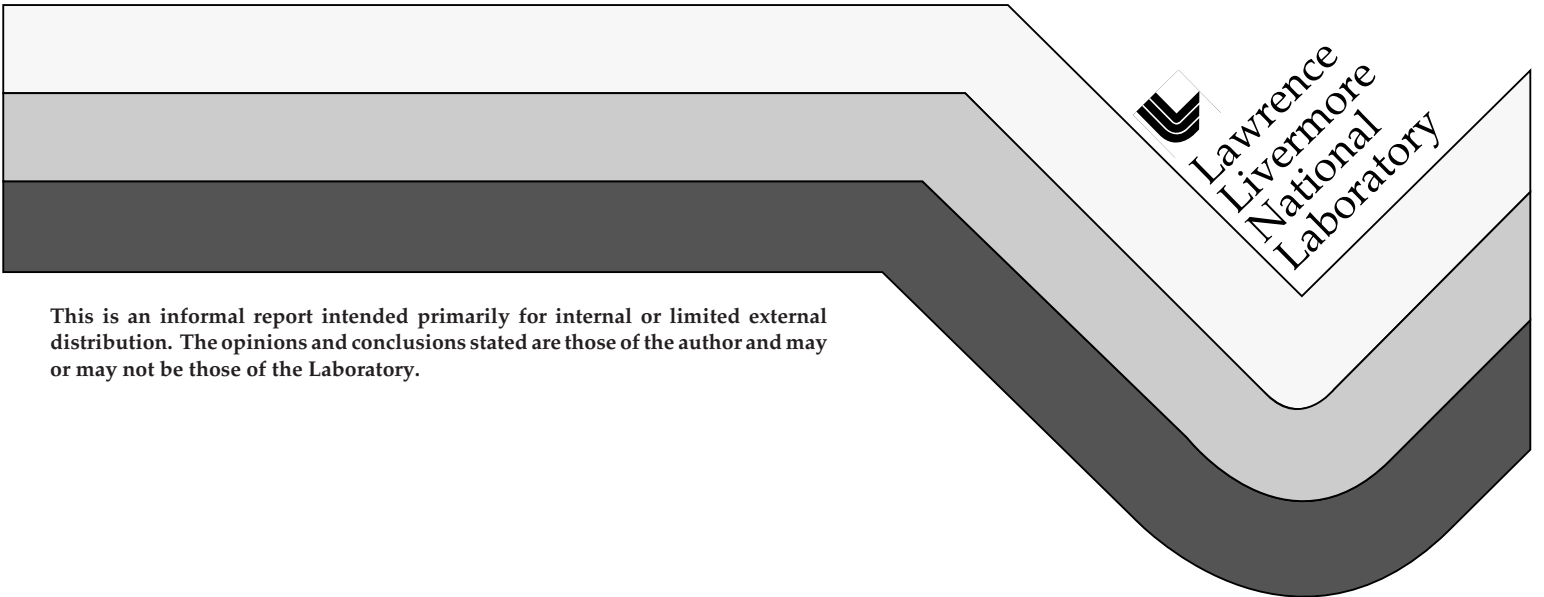 Lawrence
Livermore
National
Laboratory
This is an informal report intended primarily for internal or limited external
distribution. The opinions and conclusions stated are those of the author and may
or may not be those of the Laboratory.